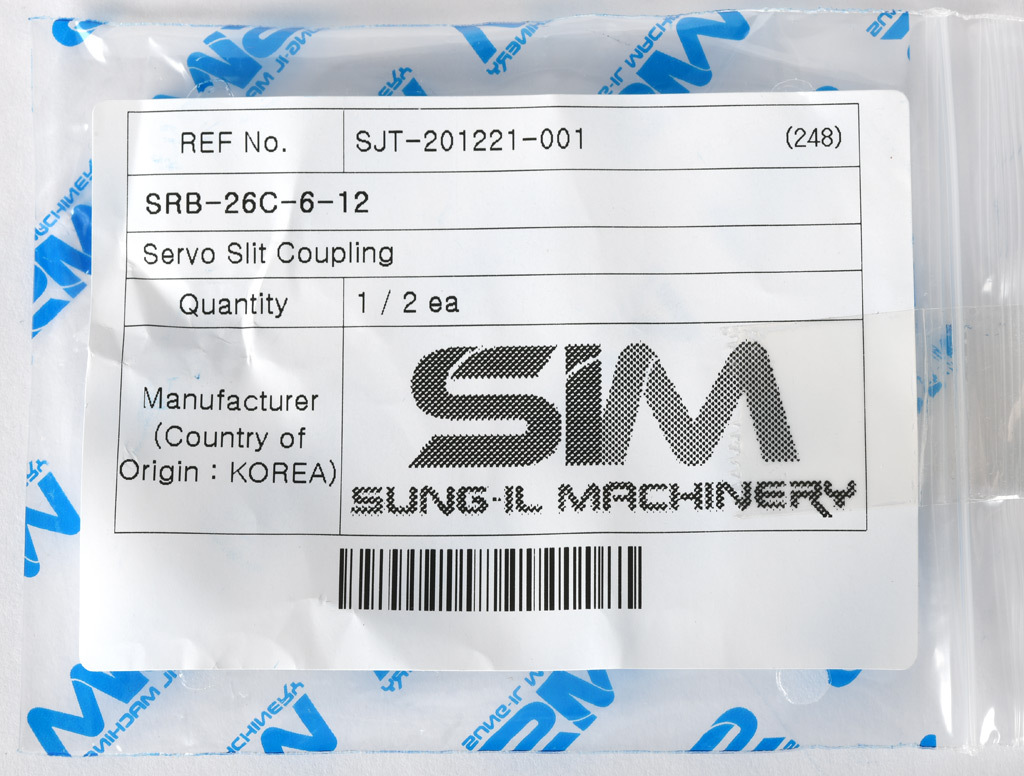 REF No. SJT-201221-001 (248)
SRB-26C-6-12
Servo Slit Coupling
Quantity 1 / 2 ea
Manufacturer
(Country of
Origin : KOREA)
SIM
SUNG-IL MACHINERY